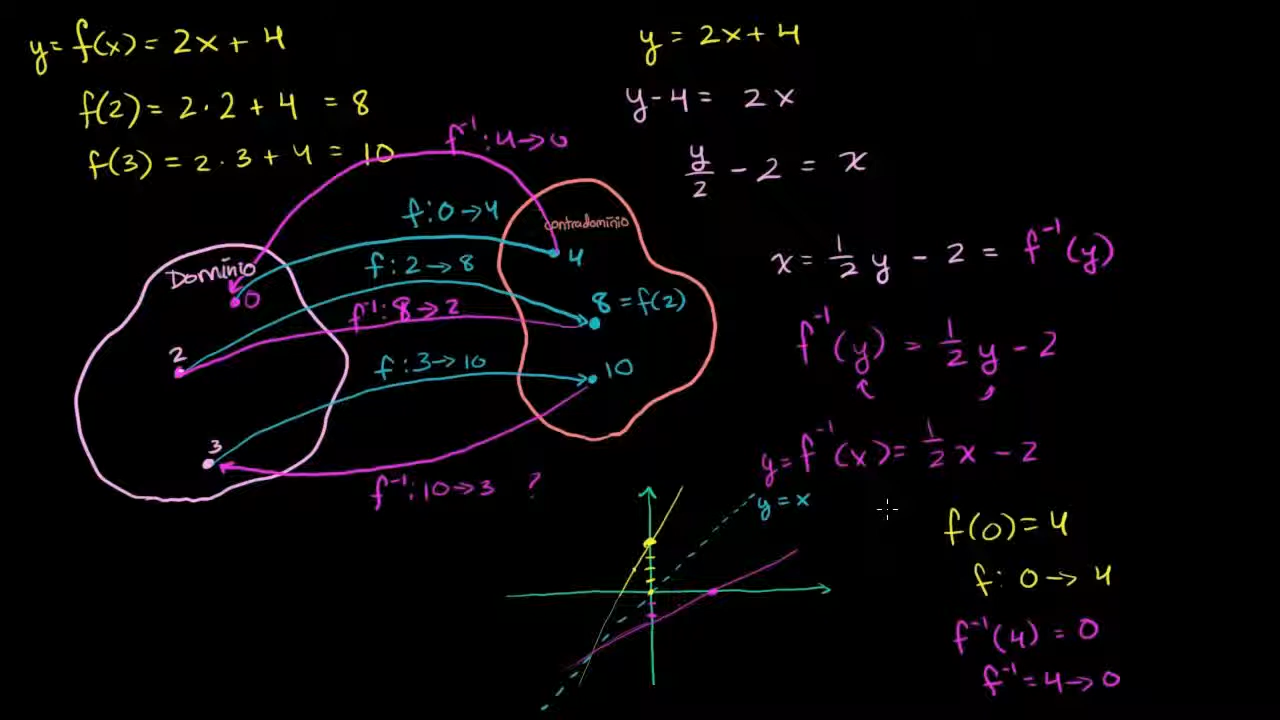 y = f(x) = 2x + 4
f(2) = 2 · 2 + 4 = 8
f(3) = 2 . 3 + 4 = 10
f⁻¹ : 4 → 0
f : 0 → 4
contradomínio
Domínio
4
0
f : 2 → 8
8 = f(2)
f⁻¹ : 8 → 2
2
f : 3 → 10
10
3
f⁻¹ : 10 → 3 ?
y = 2x + 4
y - 4 = 2x
y/2 - 2 = x
x = 1/2 y - 2 = f⁻¹(y)
f⁻¹(y) = 1/2 y - 2
y = f⁻¹(x) = 1/2 x - 2
y = x
f(0) = 4
f : 0 → 4
f⁻¹(4) = 0
f⁻¹ = 4 → 0